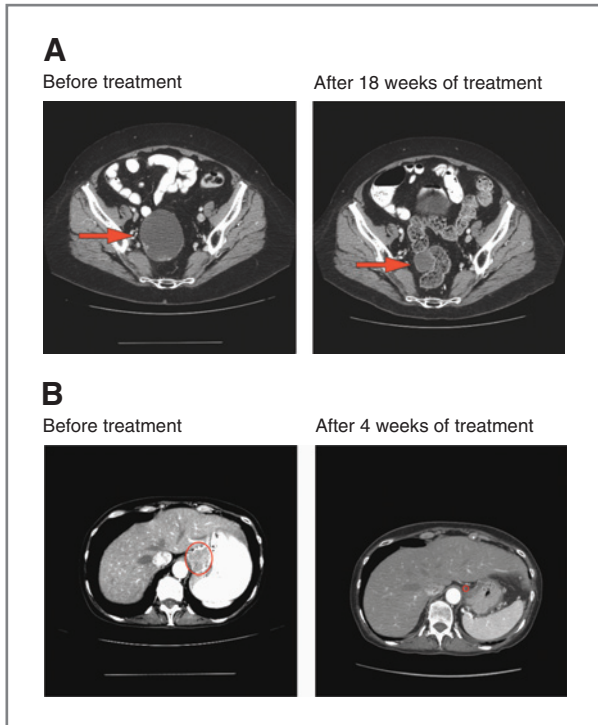 A
Before treatment
After 18 weeks of treatment
B
Before treatment
After 4 weeks of treatment